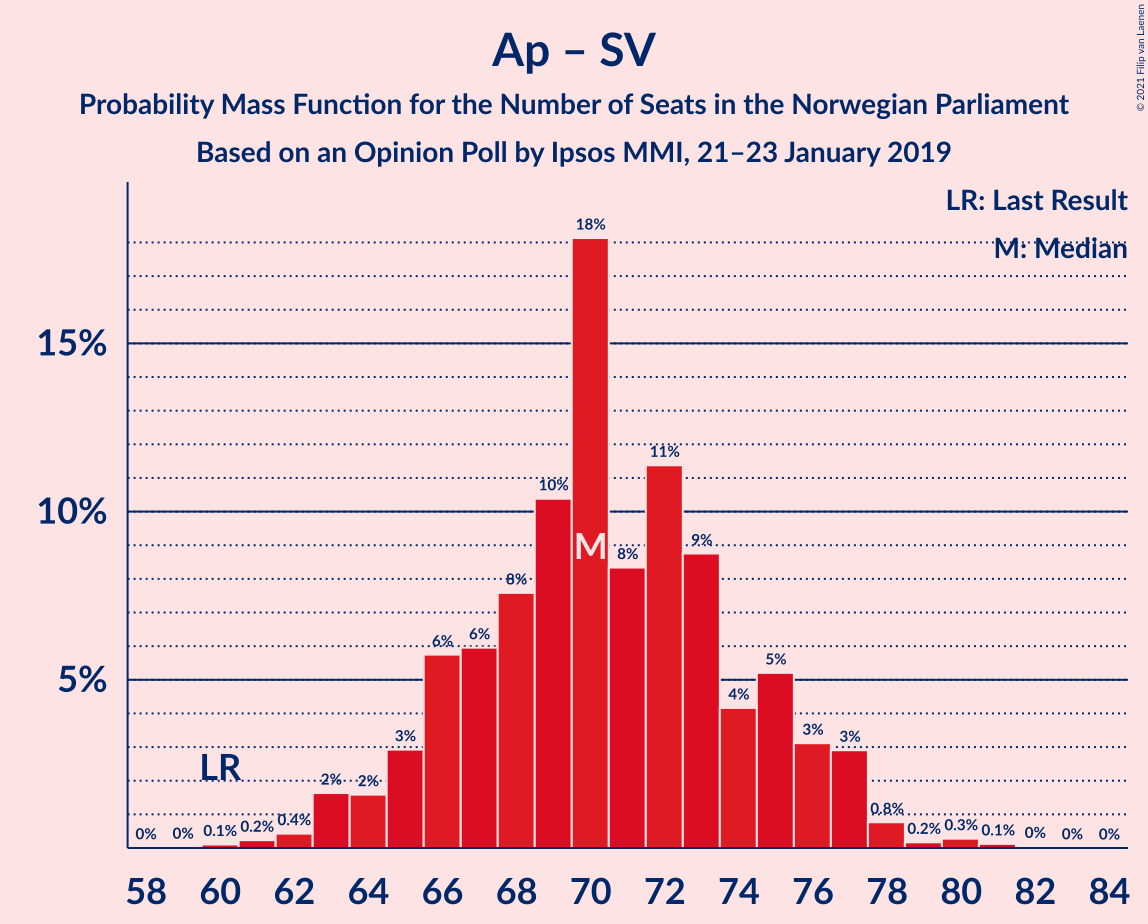 Ap – SV
Probability Mass Function for the Number of Seats in the Norwegian Parliament
Based on an Opinion Poll by Ipsos MMI, 21–23 January 2019
© 2021 Filip van Laenen
LR: Last Result
M: Median
15%
10%
5%
0% 0% 0.1% 0.2% 0.4% 2% 2% 3% 6% 6% 8% 10% 18% 8% 11% 9% 4% 5% 3% 3% 0.8% 0.2% 0.3% 0.1% 0% 0% 0%
LR
M
58 60 62 64 66 68 70 72 74 76 78 80 82 84